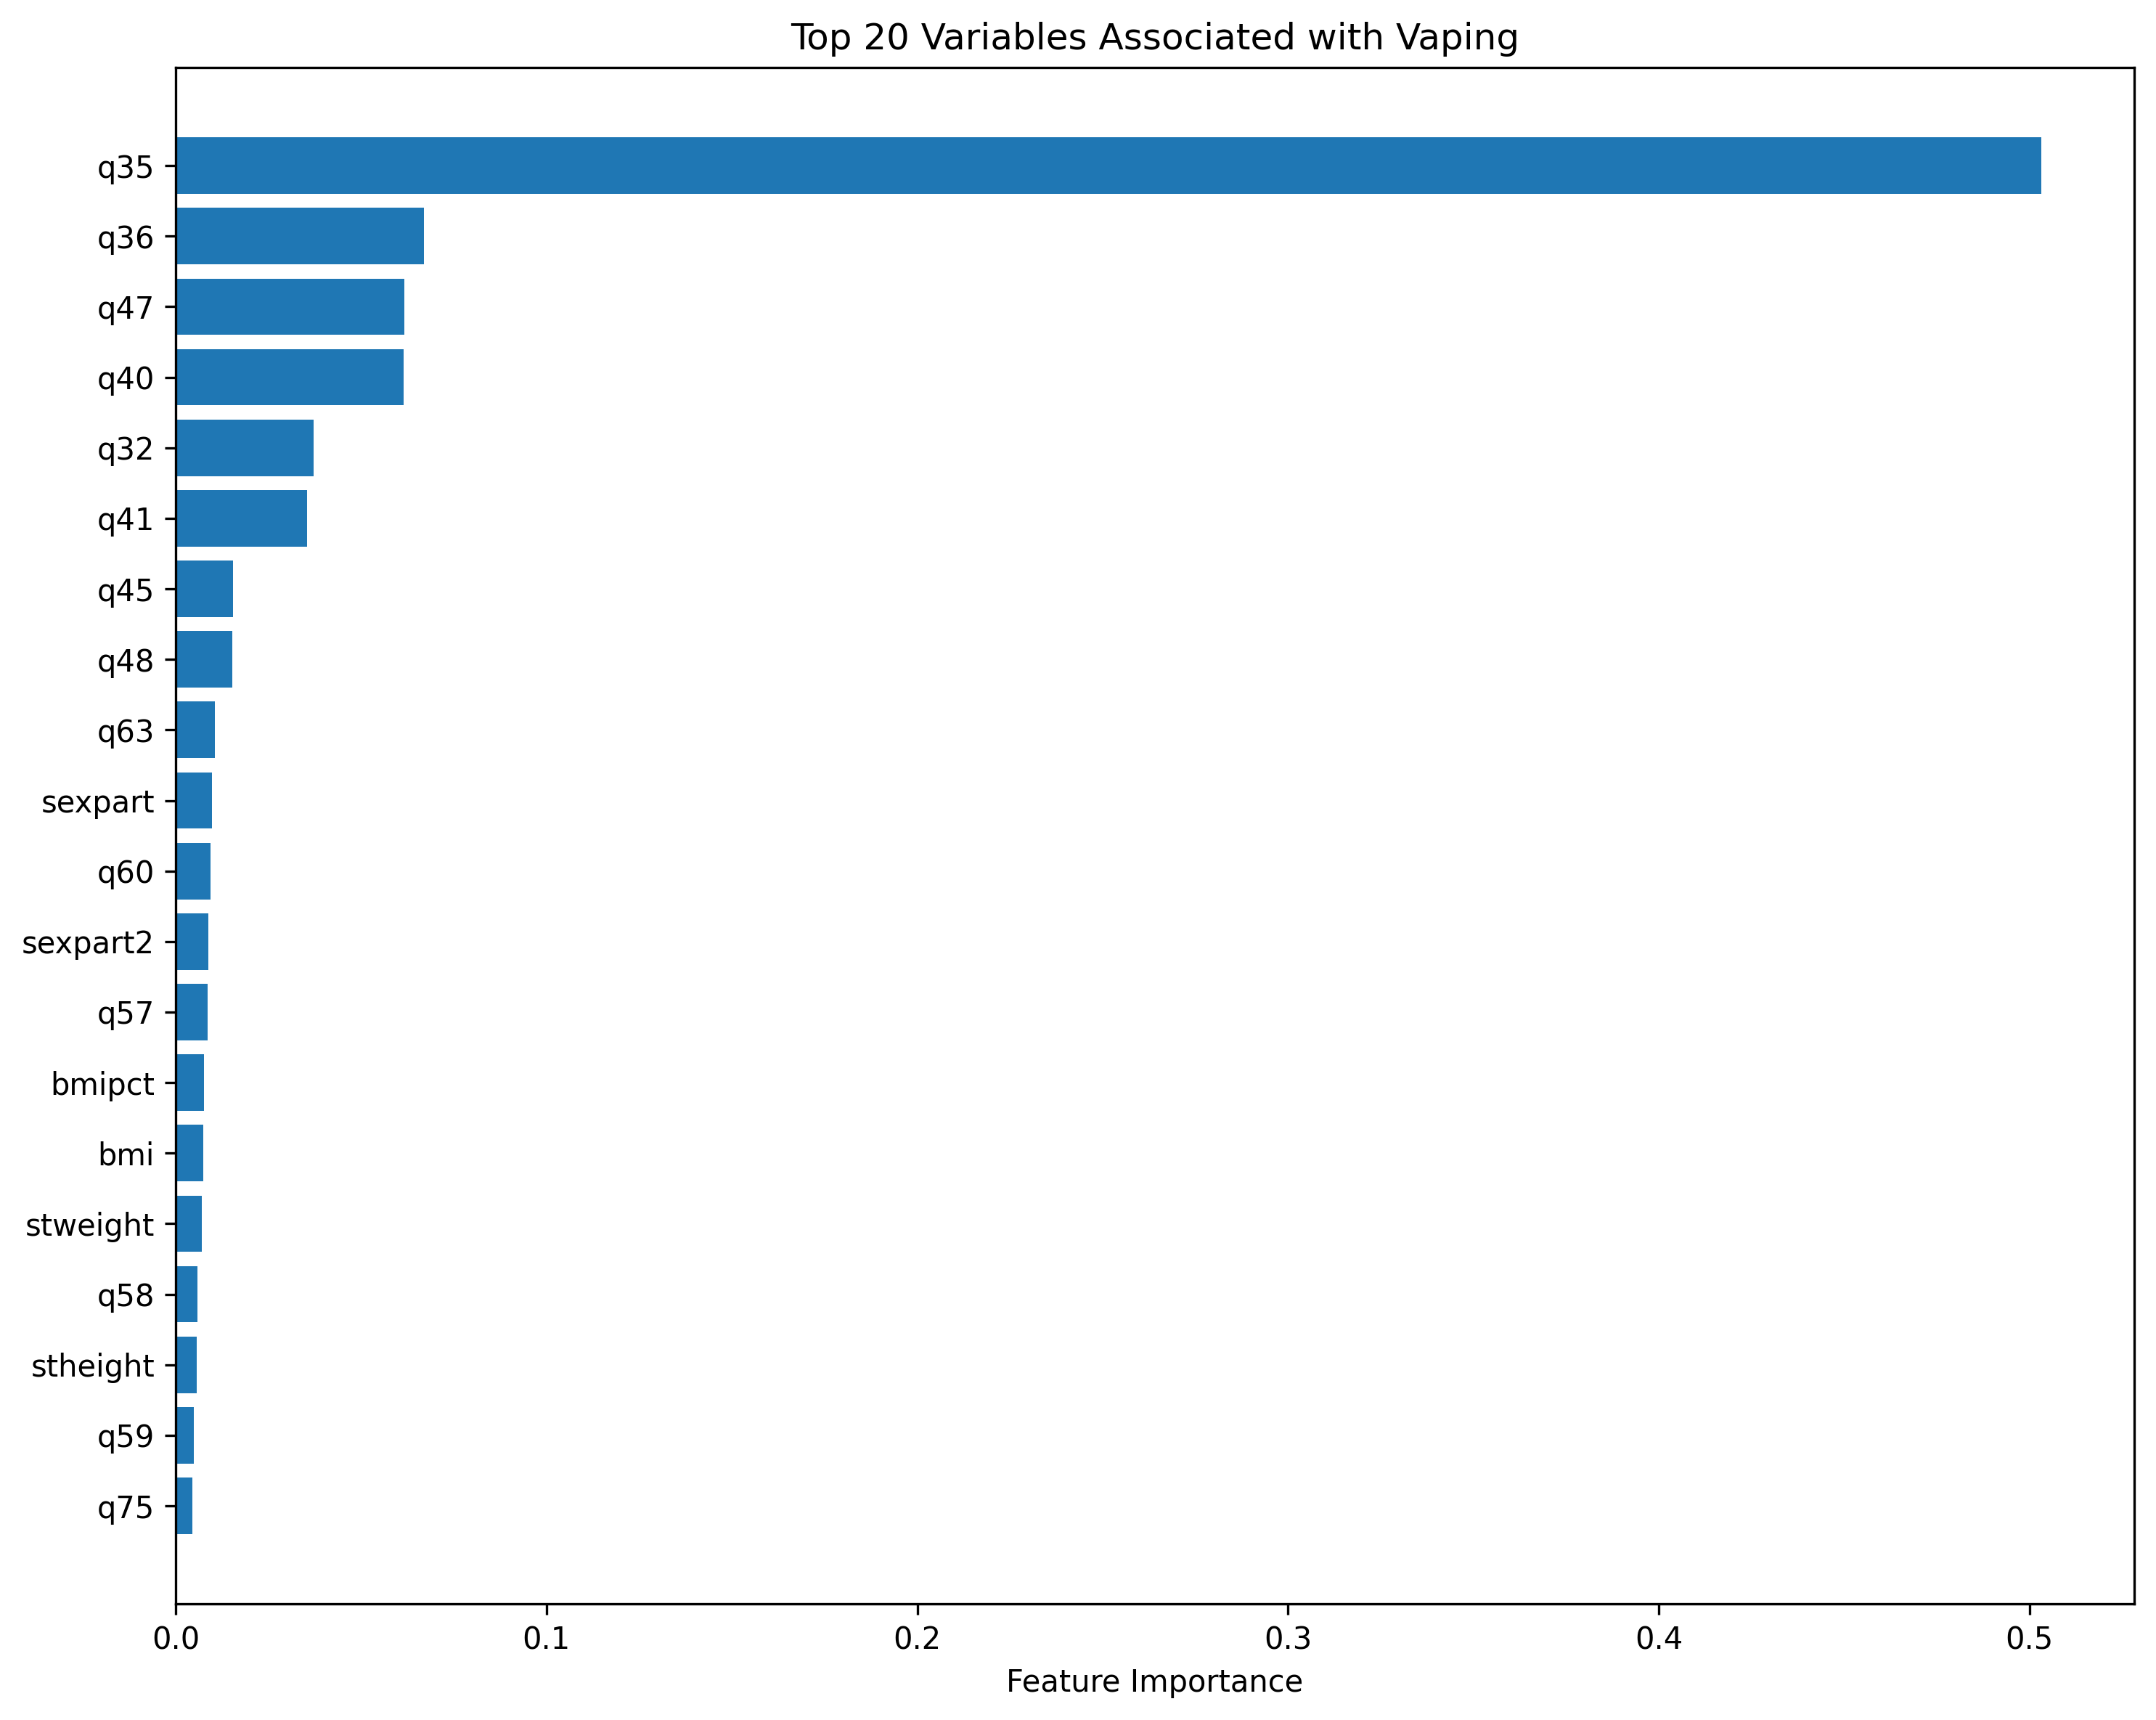 Top 20 Variables Associated with Vaping
q35
q36
q47
q40
q32
q41
q45
q48
q63
sexpart
q60
sexpart2
q57
bmipct
bmi
stweight
q58
stheight
q59
q75
0.0 0.1 0.2 0.3 0.4 0.5
Feature Importance